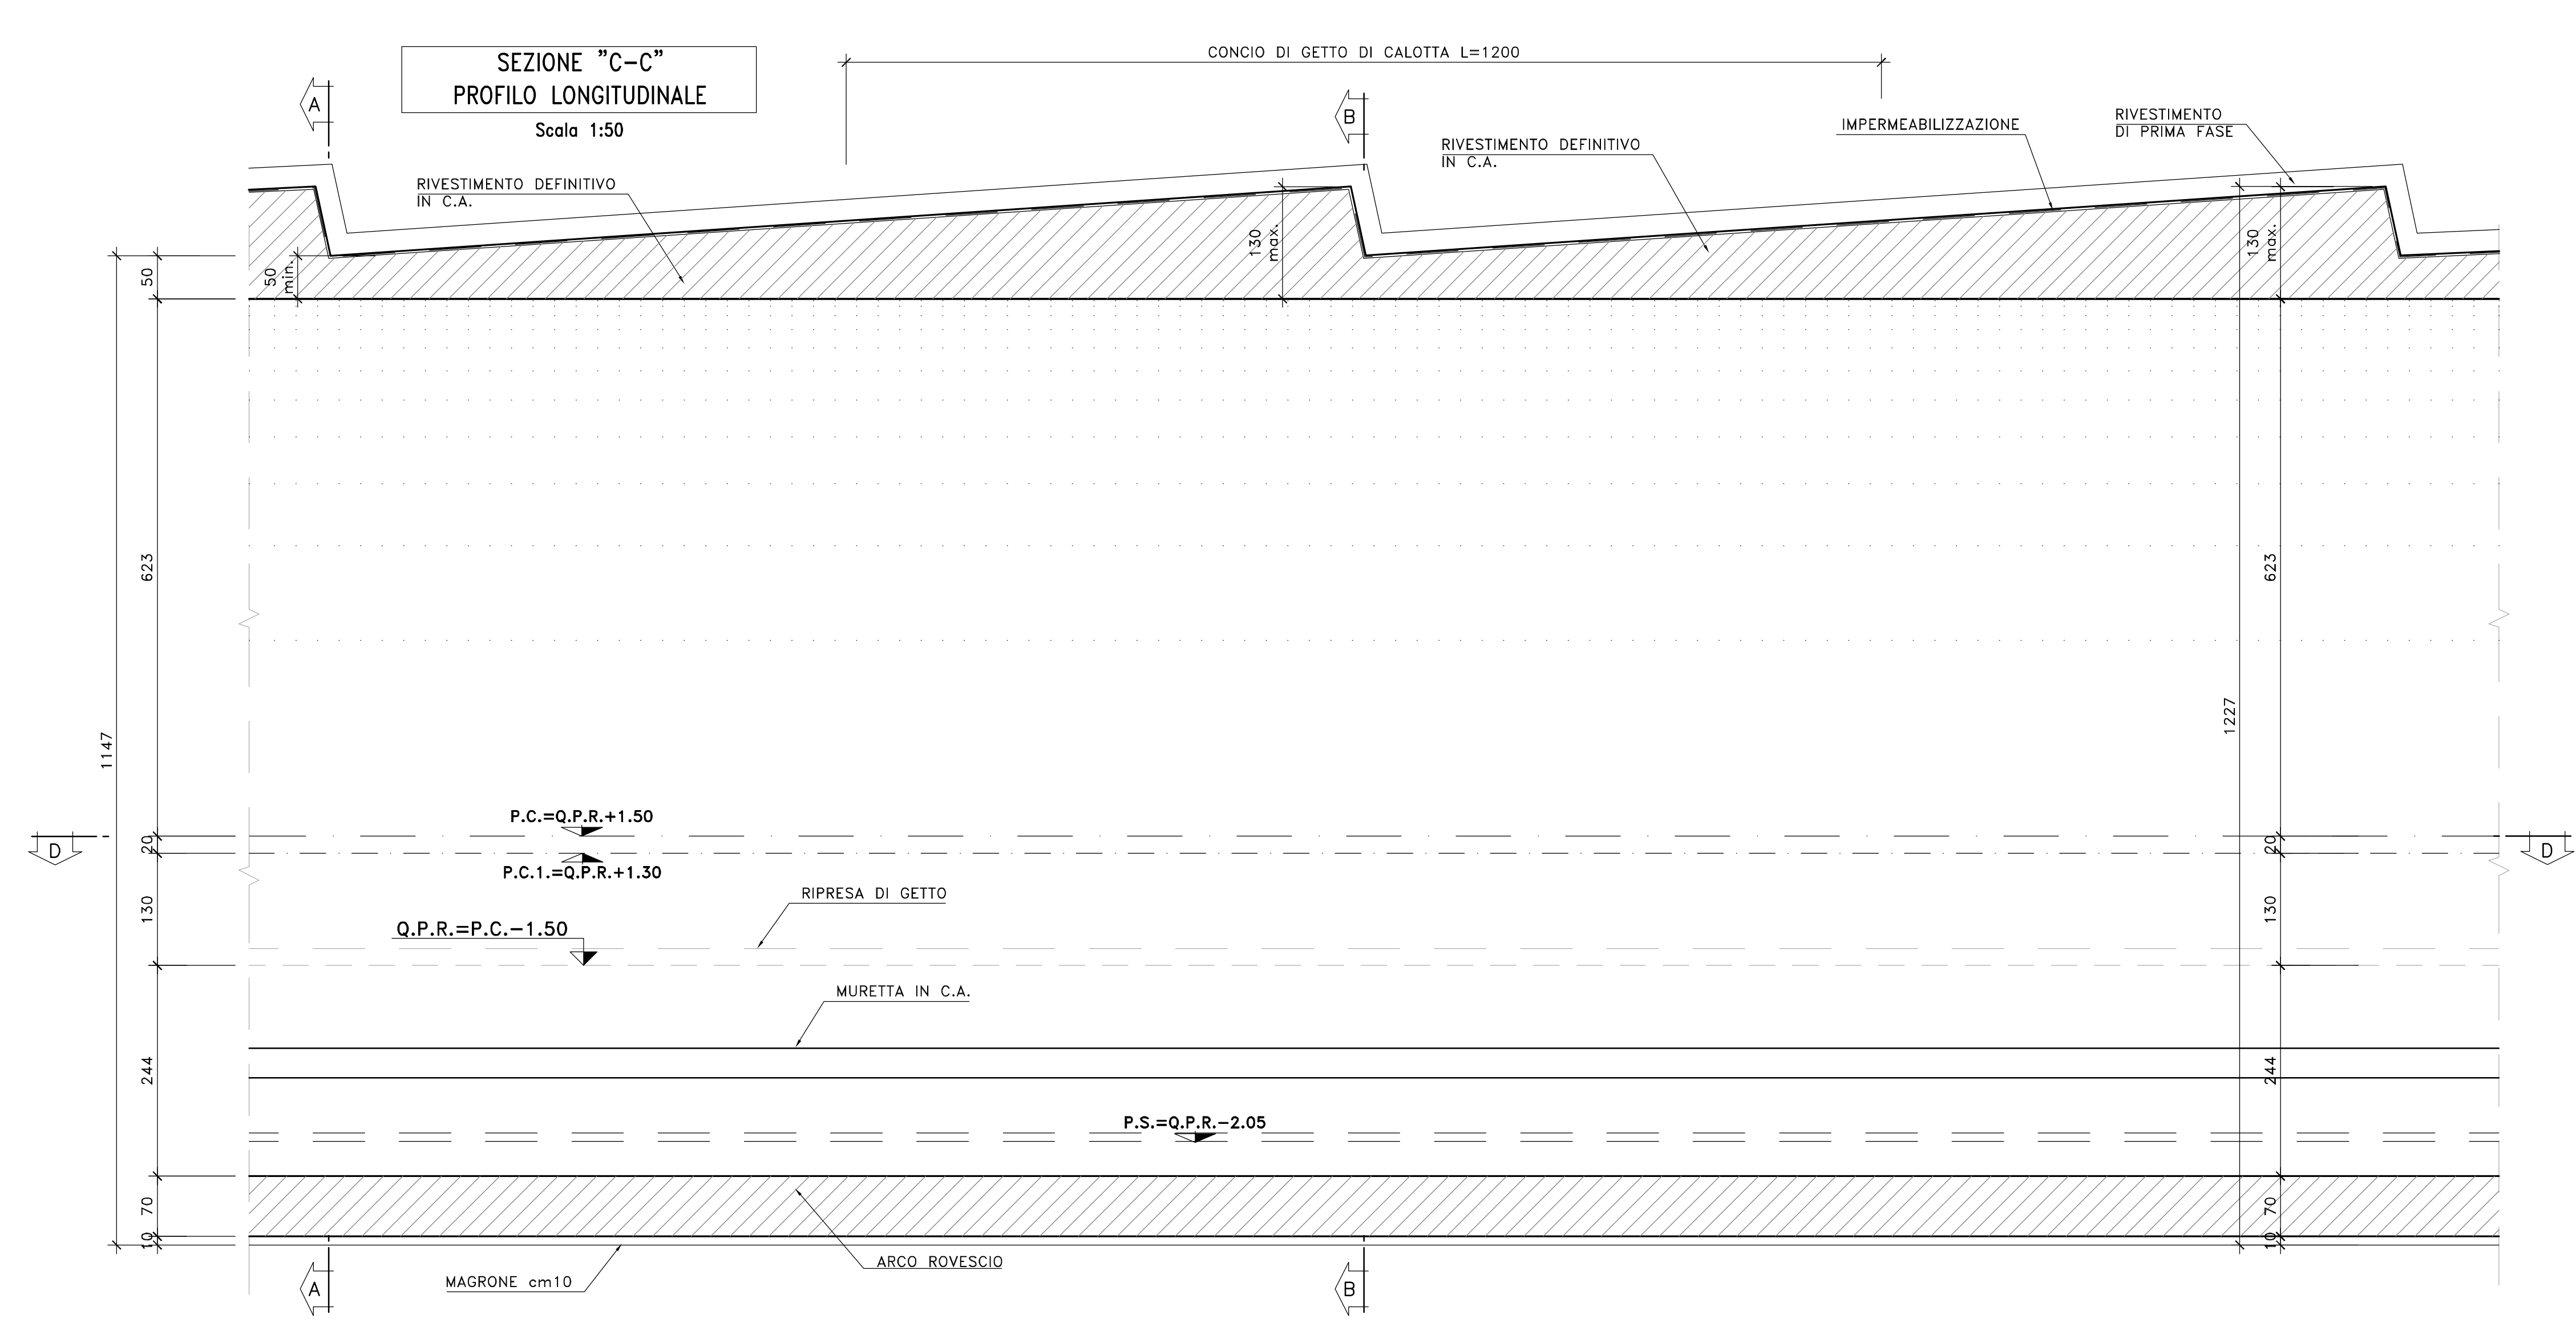 SEZIONE "C-C"
PROFILO LONGITUDINALE
Scala 1:50
CONCIO DI GETTO DI CALOTTA L=1200
A
B
RIVESTIMENTO DEFINITIVO
IN C.A.
RIVESTIMENTO DEFINITIVO
IN C.A.
IMPERMEABILIZZAZIONE
RIVESTIMENTO
DI PRIMA FASE
50
50
min.
130
max.
130
max.
623
623
1147
1227
P.C.=Q.P.R.+1.50
D
20
20
D
P.C.1.=Q.P.R.+1.30
RIPRESA DI GETTO
130
130
Q.P.R.=P.C.-1.50
MURETTA IN C.A.
244
244
P.S.=Q.P.R.-2.05
70
70
10
10
ARCO ROVESCIO
MAGRONE cm10
A
B